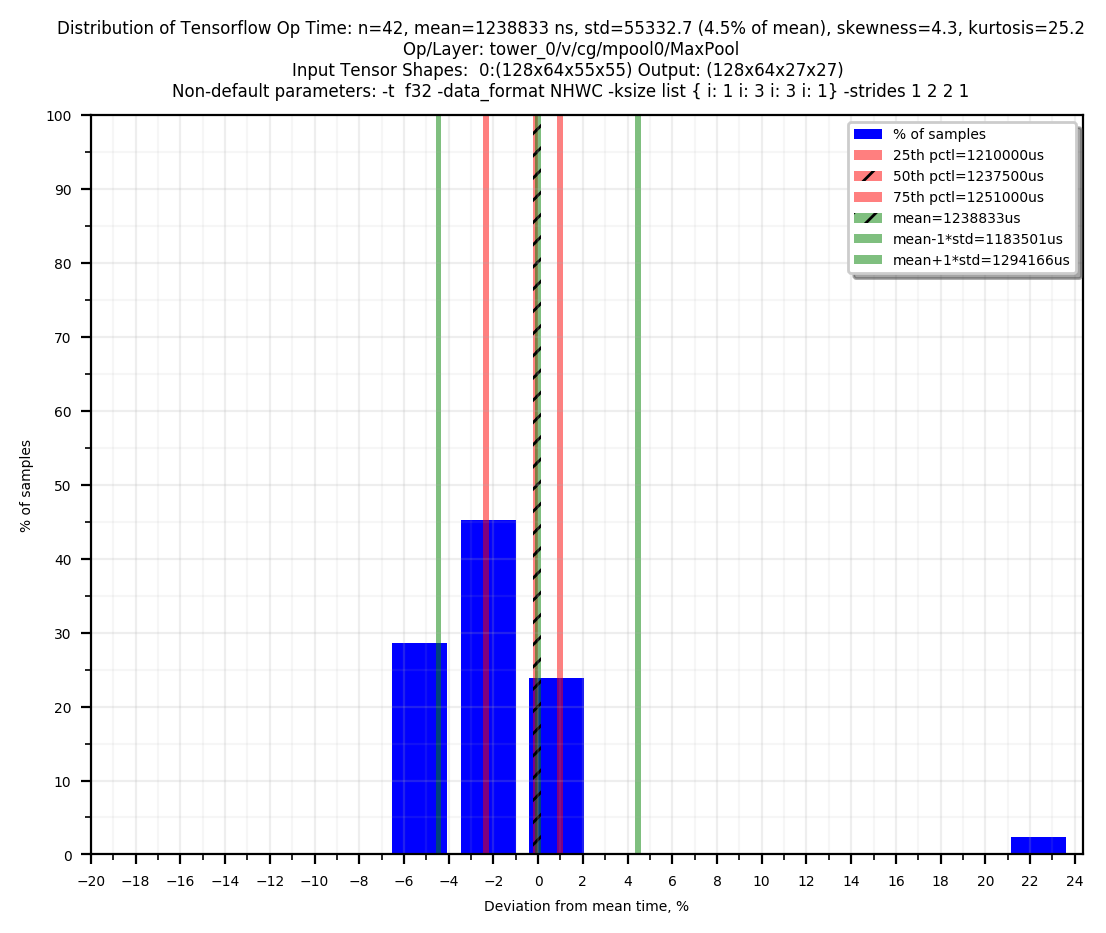 Distribution of Tensorflow Op Time: n=42, mean=1238833 ns, std=55332.7 (4.5% of mean), skewness=4.3, kurtosis=25.2
Op/Layer: tower_0/v/cg/mpool0/MaxPool
Input Tensor Shapes:  0:(128x64x55x55) Output: (128x64x27x27)
Non-default parameters: -t  f32 -data_format NHWC -ksize list { i: 1 i: 3 i: 3 i: 1} -strides 1 2 2 1
% of samples
25th pctl=1210000us
50th pctl=1237500us
75th pctl=1251000us
mean=1238833us
mean-1*std=1183501us
mean+1*std=1294166us
% of samples
100
90
80
70
60
50
40
30
20
10
0
−20 −18 −16 −14 −12 −10 −8 −6 −4 −2 0 2 4 6 8 10 12 14 16 18 20 22 24
Deviation from mean time, %